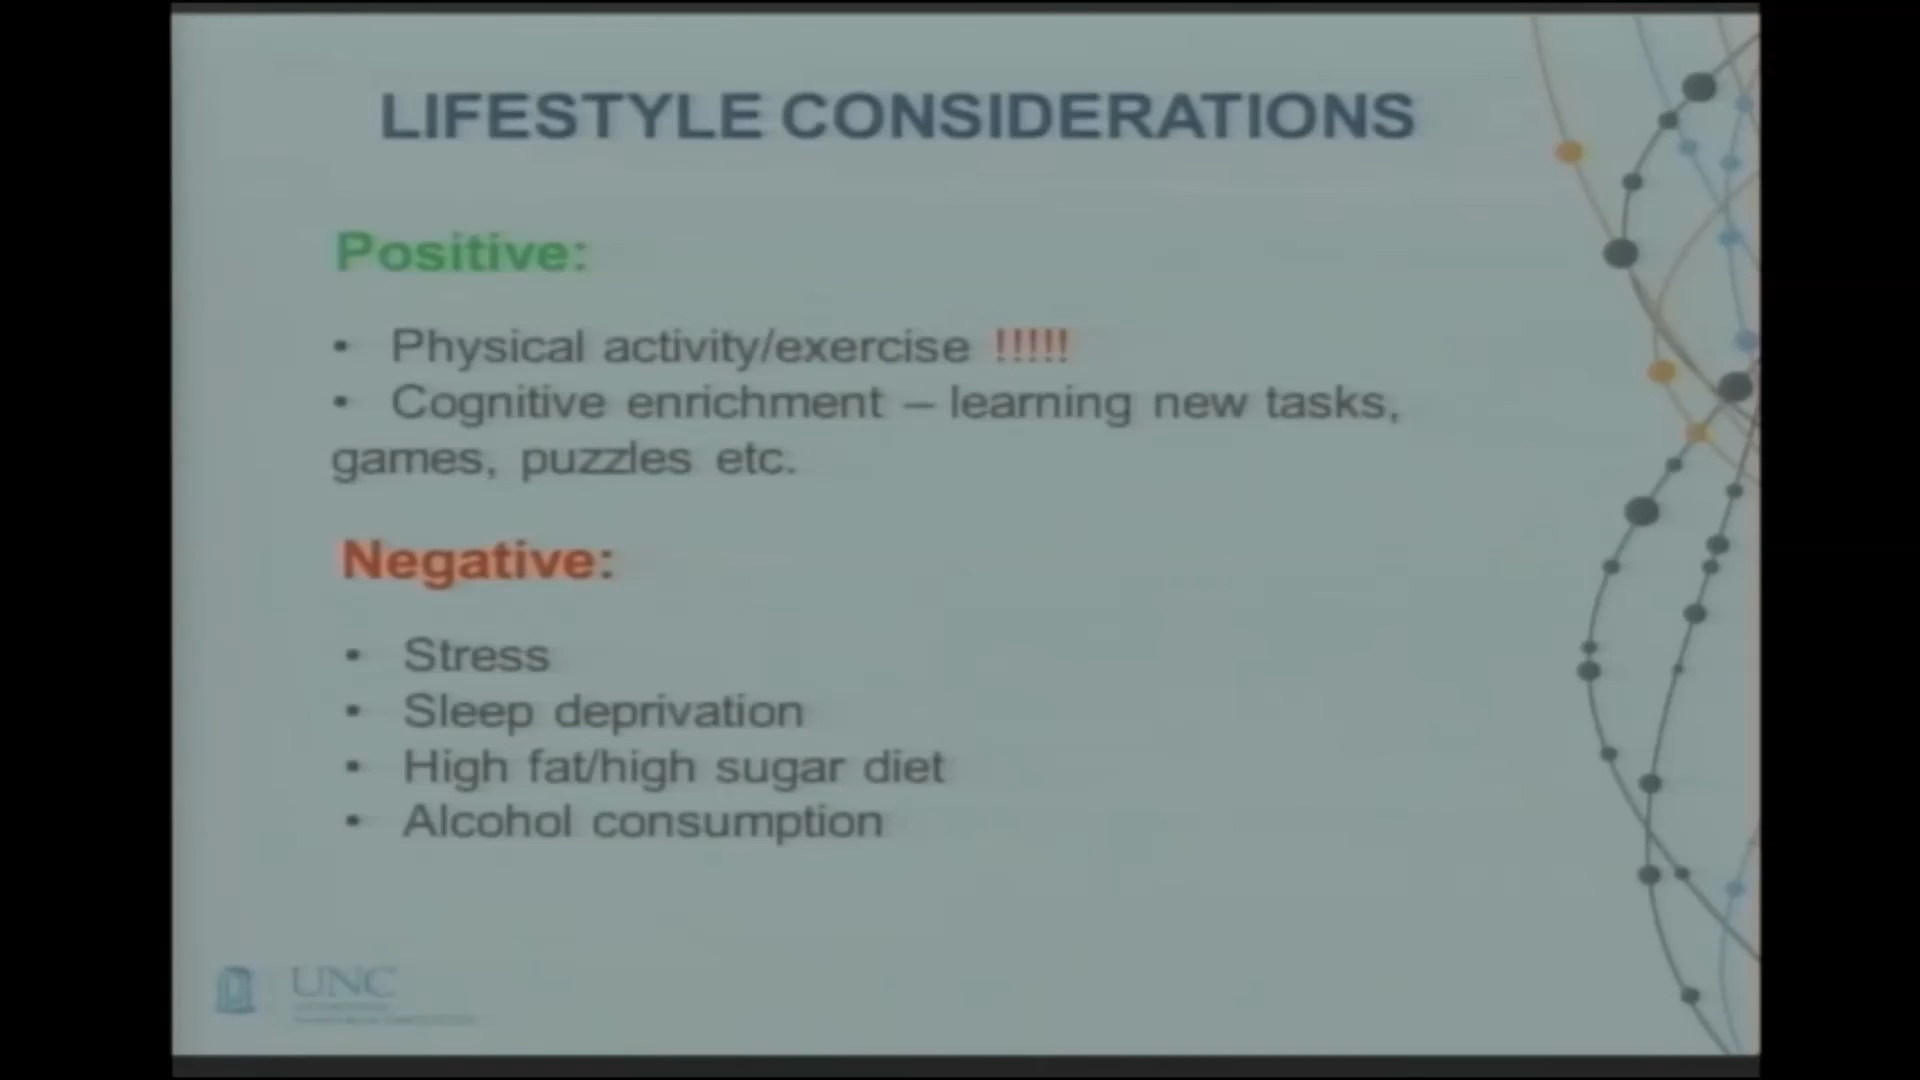 LIFESTYLE CONSIDERATIONS
Positive:
• Physical activity/exercise !!!!!
• Cognitive enrichment – learning new tasks,
games, puzzles etc.
Negative:
• Stress
• Sleep deprivation
• High fat/high sugar diet
• Alcohol consumption
UNC